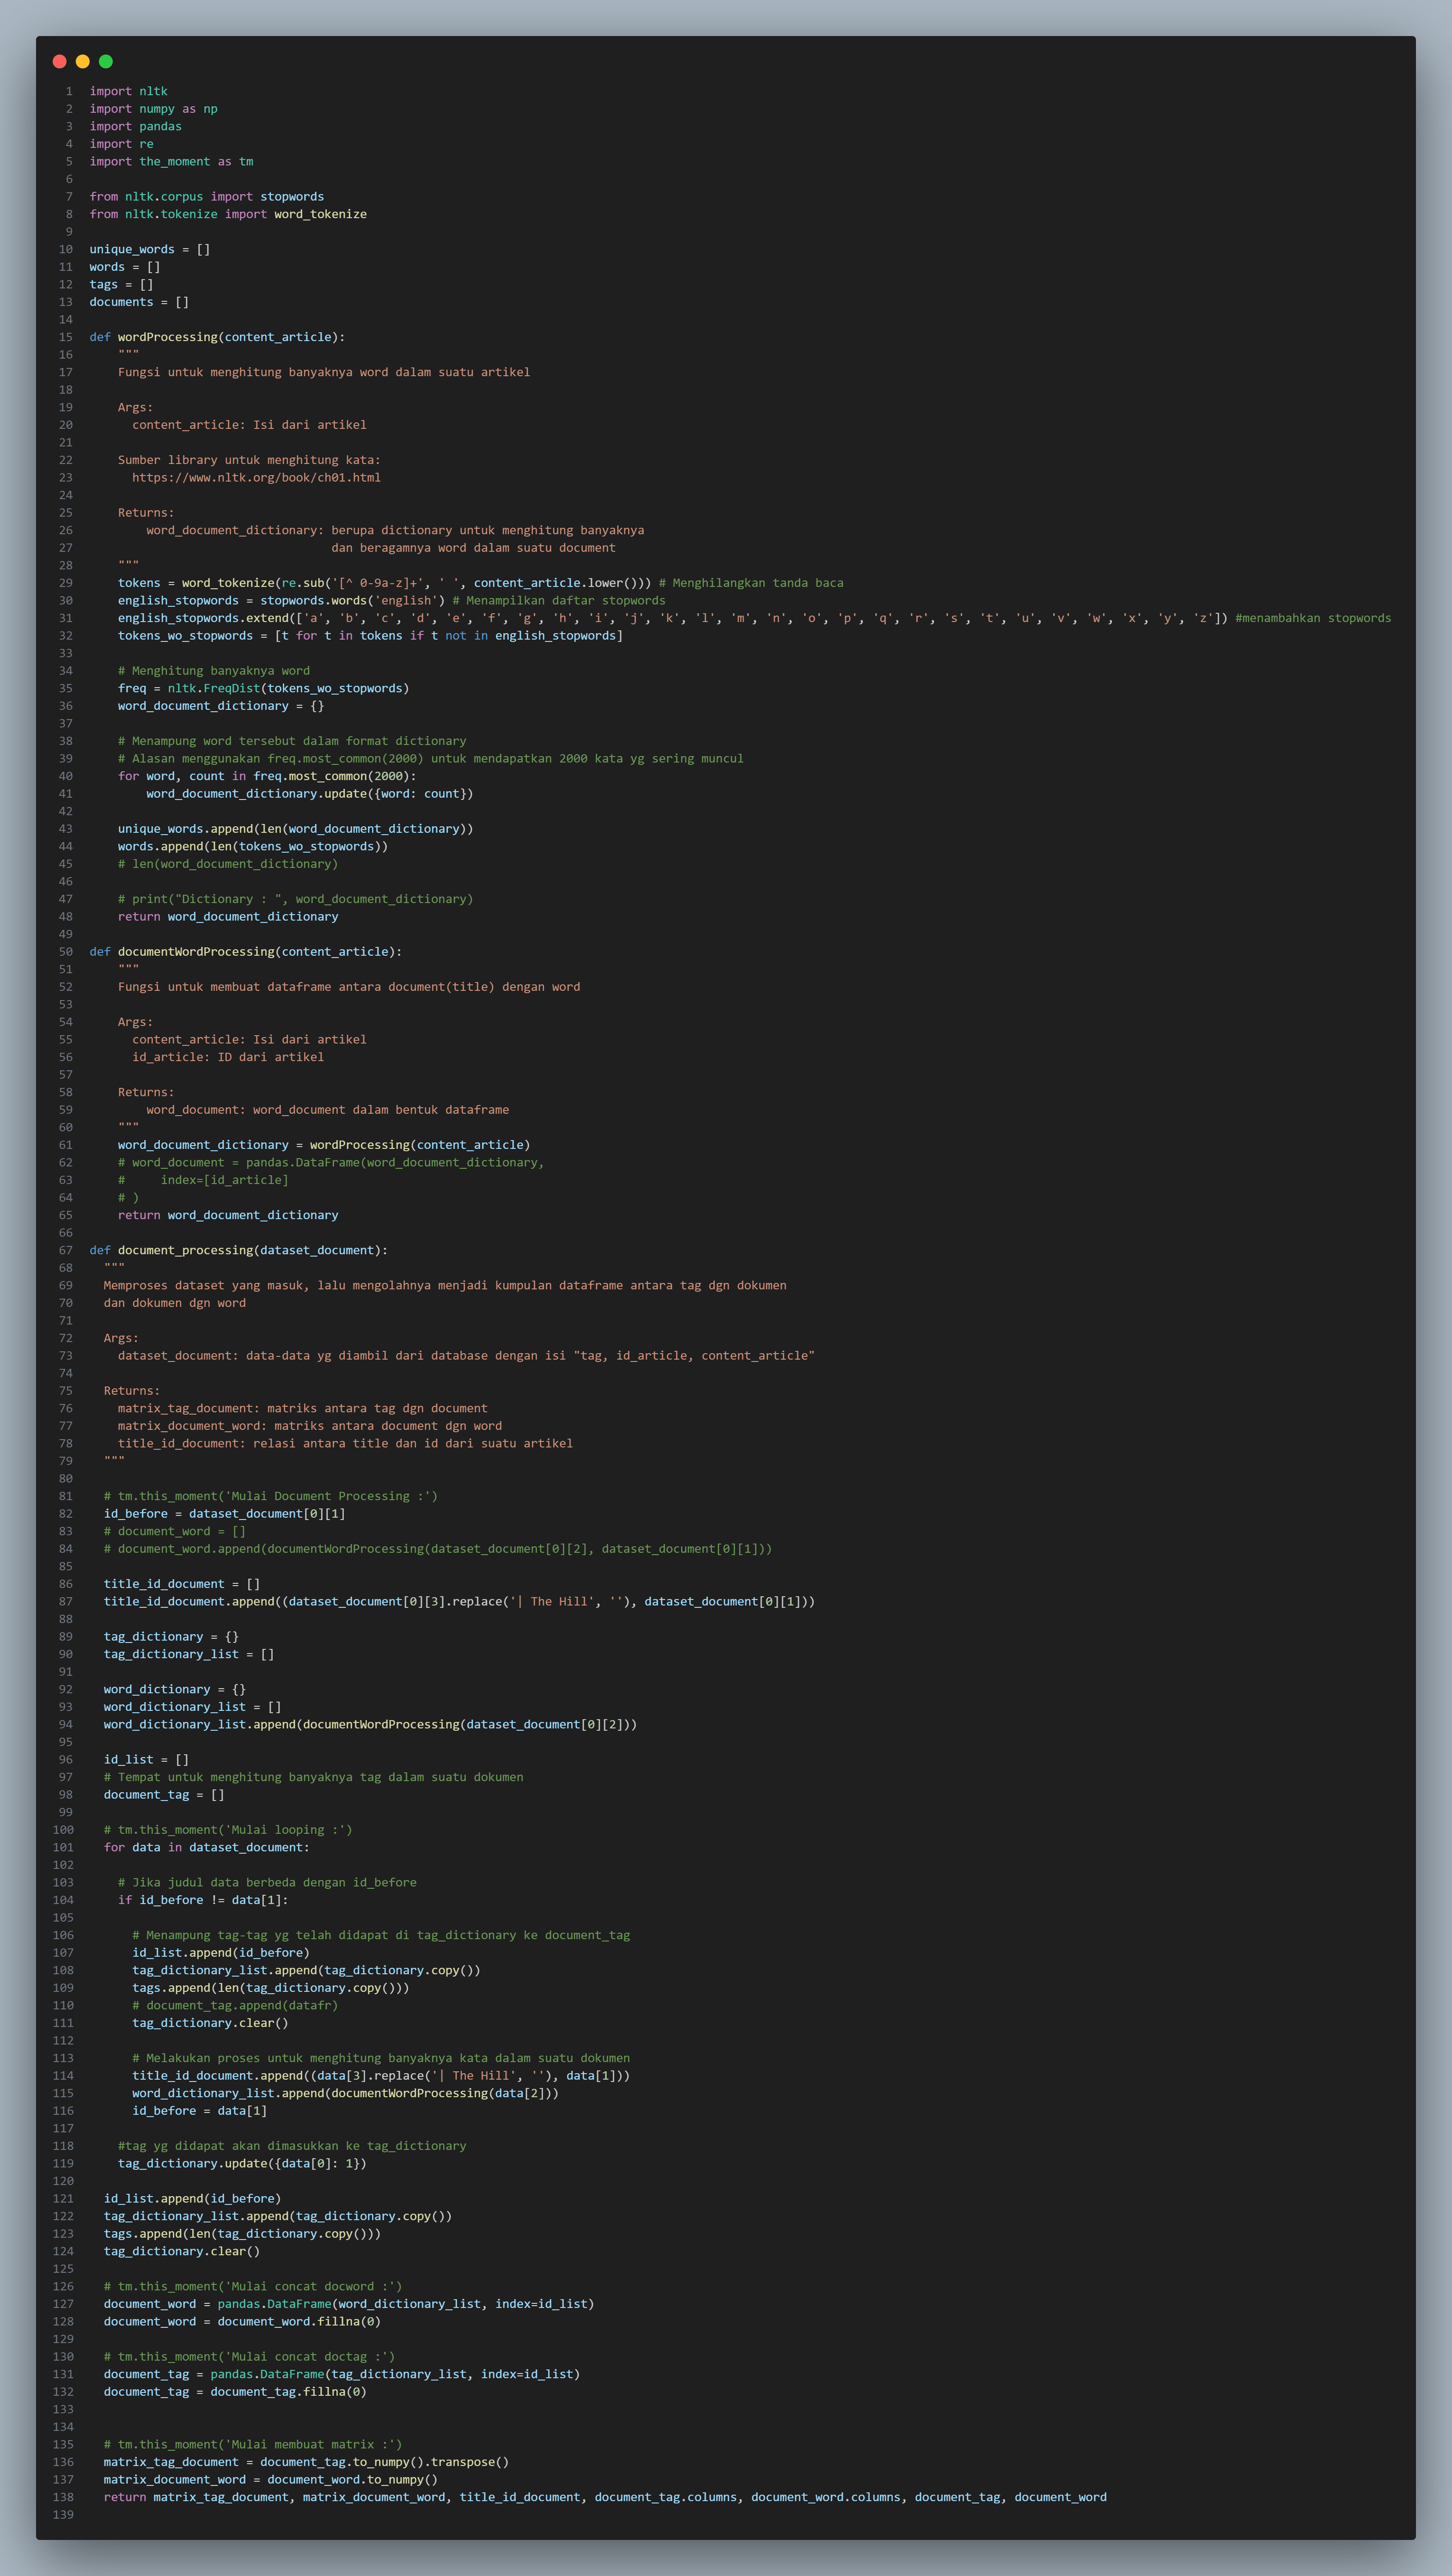 1 import nltk
2 import numpy as np
3 import pandas
4 import re
5 import the_moment as tm
6
7 from nltk.corpus import stopwords
8 from nltk.tokenize import word_tokenize
9
10 unique_words = []
11 words = []
12 tags = []
13 documents = []
14
15 def wordProcessing(content_article):
16     """
17     Fungsi untuk menghitung banyaknya word dalam suatu artikel
18
19     Args:
20       content_article: Isi dari artikel
21
22     Sumber library untuk menghitung kata:
23       https://www.nltk.org/book/ch01.html
24
25     Returns:
26         word_document_dictionary: berupa dictionary untuk menghitung banyaknya
27                                   dan beragamnya word dalam suatu document
28     """
29     tokens = word_tokenize(re.sub('[^ 0-9a-z]+', ' ', content_article.lower())) # Menghilangkan tanda baca
30     english_stopwords = stopwords.words('english') # Menampilkan daftar stopwords
31     english_stopwords.extend(['a', 'b', 'c', 'd', 'e', 'f', 'g', 'h', 'i', 'j', 'k', 'l', 'm', 'n', 'o', 'p', 'q', 'r', 's', 't', 'u', 'v', 'w', 'x', 'y', 'z']) #menambahkan stopwords
32     tokens_wo_stopwords = [t for t in tokens if t not in english_stopwords]
33
34     # Menghitung banyaknya word
35     freq = nltk.FreqDist(tokens_wo_stopwords)
36     word_document_dictionary = {}
37
38     # Menampung word tersebut dalam format dictionary
39     # Alasan menggunakan freq.most_common(2000) untuk mendapatkan 2000 kata yg sering muncul
40     for word, count in freq.most_common(2000):
41         word_document_dictionary.update({word: count})
42
43     unique_words.append(len(word_document_dictionary))
44     words.append(len(tokens_wo_stopwords))
45     # len(word_document_dictionary)
46
47     # print("Dictionary : ", word_document_dictionary)
48     return word_document_dictionary
49
50 def documentWordProcessing(content_article):
51     """
52     Fungsi untuk membuat dataframe antara document(title) dengan word
53
54     Args:
55       content_article: Isi dari artikel
56       id_article: ID dari artikel
57
58     Returns:
59         word_document: word_document dalam bentuk dataframe
60     """
61     word_document_dictionary = wordProcessing(content_article)
62     # word_document = pandas.DataFrame(word_document_dictionary,
63     #     index=[id_article]
64     # )
65     return word_document_dictionary
66
67 def document_processing(dataset_document):
68   """
69   Memproses dataset yang masuk, lalu mengolahnya menjadi kumpulan dataframe antara tag dgn dokumen
70   dan dokumen dgn word
71
72   Args:
73     dataset_document: data-data yg diambil dari database dengan isi "tag, id_article, content_article"
74
75   Returns:
76     matrix_tag_document: matriks antara tag dgn document
77     matrix_document_word: matriks antara document dgn word
78     title_id_document: relasi antara title dan id dari suatu artikel
79   """
80
81   # tm.this_moment('Mulai Document Processing :')
82   id_before = dataset_document[0][1]
83   # document_word = []
84   # document_word.append(documentWordProcessing(dataset_document[0][2], dataset_document[0][1]))
85
86   title_id_document = []
87   title_id_document.append((dataset_document[0][3].replace('| The Hill', ''), dataset_document[0][1]))
88
89   tag_dictionary = {}
90   tag_dictionary_list = []
91
92   word_dictionary = {}
93   word_dictionary_list = []
94   word_dictionary_list.append(documentWordProcessing(dataset_document[0][2]))
95
96   id_list = []
97   # Tempat untuk menghitung banyaknya tag dalam suatu dokumen
98   document_tag = []
99
100   # tm.this_moment('Mulai looping :')
101   for data in dataset_document:
102
103     # Jika judul data berbeda dengan id_before
104     if id_before != data[1]:
105
106       # Menampung tag-tag yg telah didapat di tag_dictionary ke document_tag
107       id_list.append(id_before)
108       tag_dictionary_list.append(tag_dictionary.copy())
109       tags.append(len(tag_dictionary.copy()))
110       # document_tag.append(datafr)
111       tag_dictionary.clear()
112
113       # Melakukan proses untuk menghitung banyaknya kata dalam suatu dokumen
114       title_id_document.append((data[3].replace('| The Hill', ''), data[1]))
115       word_dictionary_list.append(documentWordProcessing(data[2]))
116       id_before = data[1]
117
118     #tag yg didapat akan dimasukkan ke tag_dictionary
119     tag_dictionary.update({data[0]: 1})
120
121   id_list.append(id_before)
122   tag_dictionary_list.append(tag_dictionary.copy())
123   tags.append(len(tag_dictionary.copy()))
124   tag_dictionary.clear()
125
126   # tm.this_moment('Mulai concat docword :')
127   document_word = pandas.DataFrame(word_dictionary_list, index=id_list)
128   document_word = document_word.fillna(0)
129
130   # tm.this_moment('Mulai concat doctag :')
131   document_tag = pandas.DataFrame(tag_dictionary_list, index=id_list)
132   document_tag = document_tag.fillna(0)
133
134
135   # tm.this_moment('Mulai membuat matrix :')
136   matrix_tag_document = document_tag.to_numpy().transpose()
137   matrix_document_word = document_word.to_numpy()
138   return matrix_tag_document, matrix_document_word, title_id_document, document_tag.columns, document_word.columns, document_tag, document_word
139